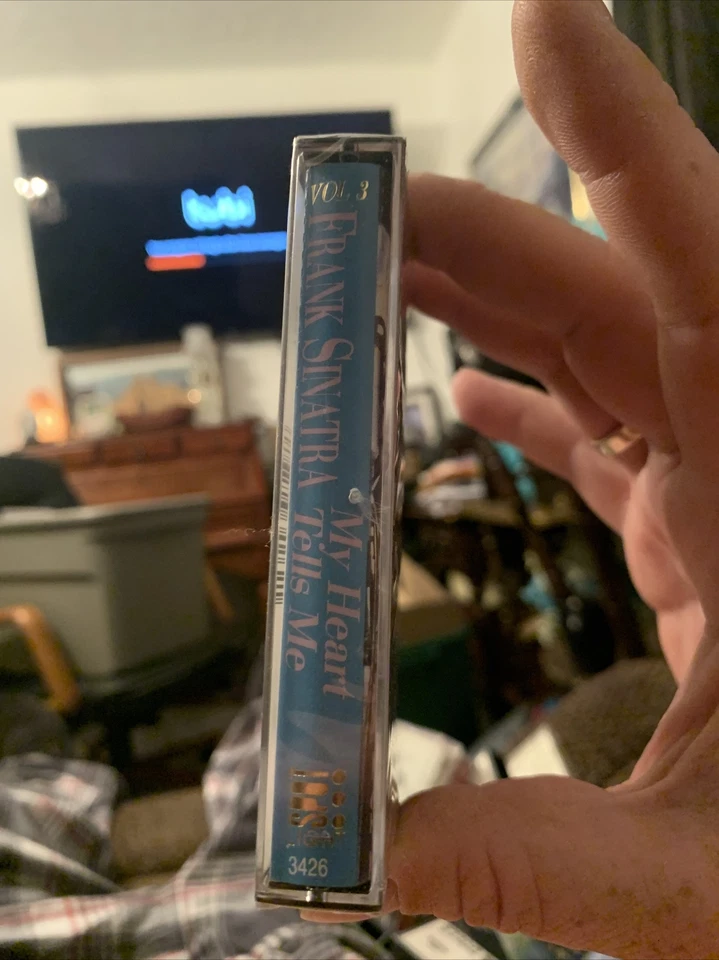 VOL. 3
FRANK SINATRA
My Heart
Tells Me
3426